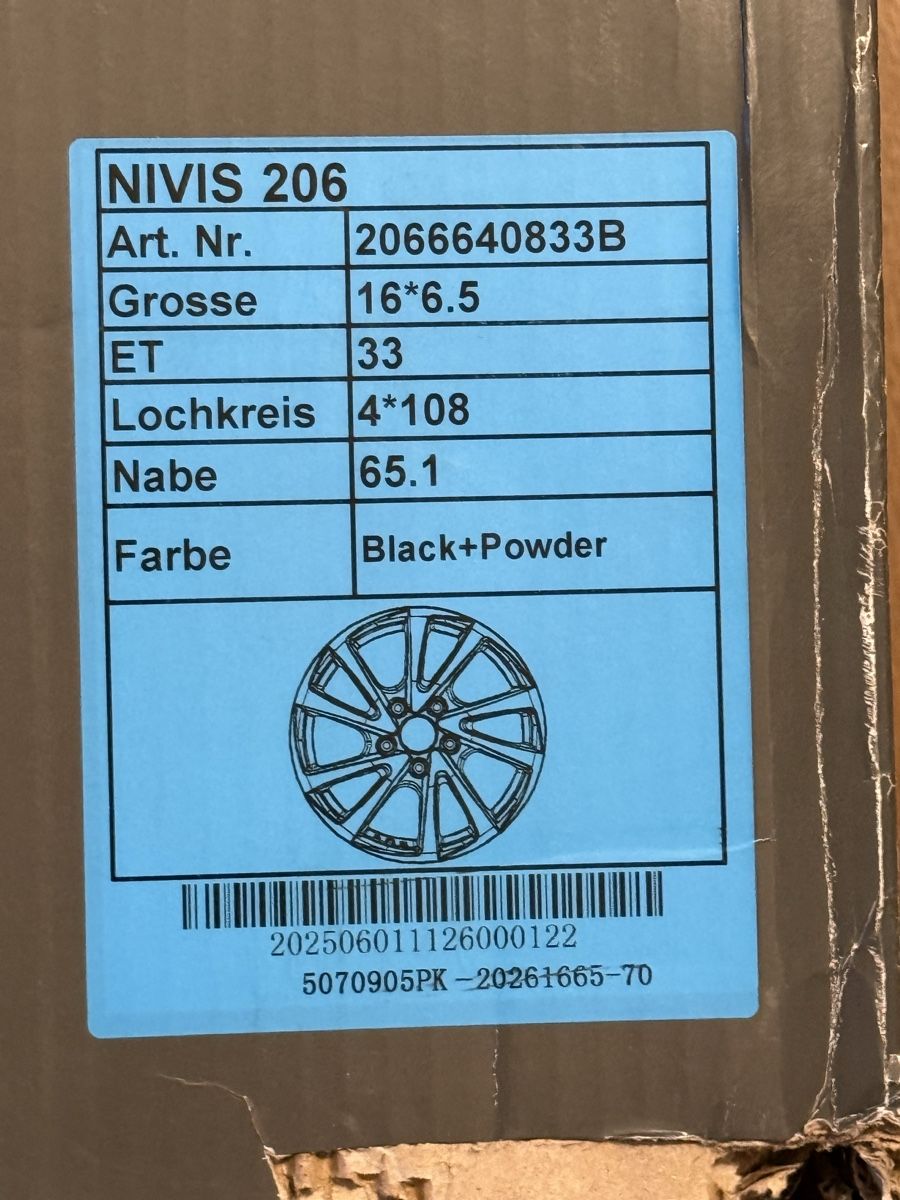 NIVIS 206
Art. Nr. 2066640833B
Grosse 16*6.5
ET 33
Lochkreis 4*108
Nabe 65.1
Farbe Black+Powder
202506011126000122
5070905PK-20261665-70